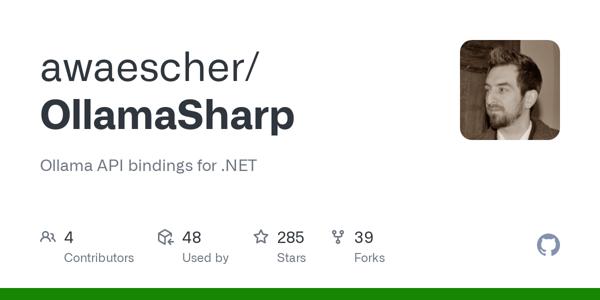 awaescher/
OllamaSharp
Ollama API bindings for .NET
4
Contributors
48
Used by
285
Stars
39
Forks